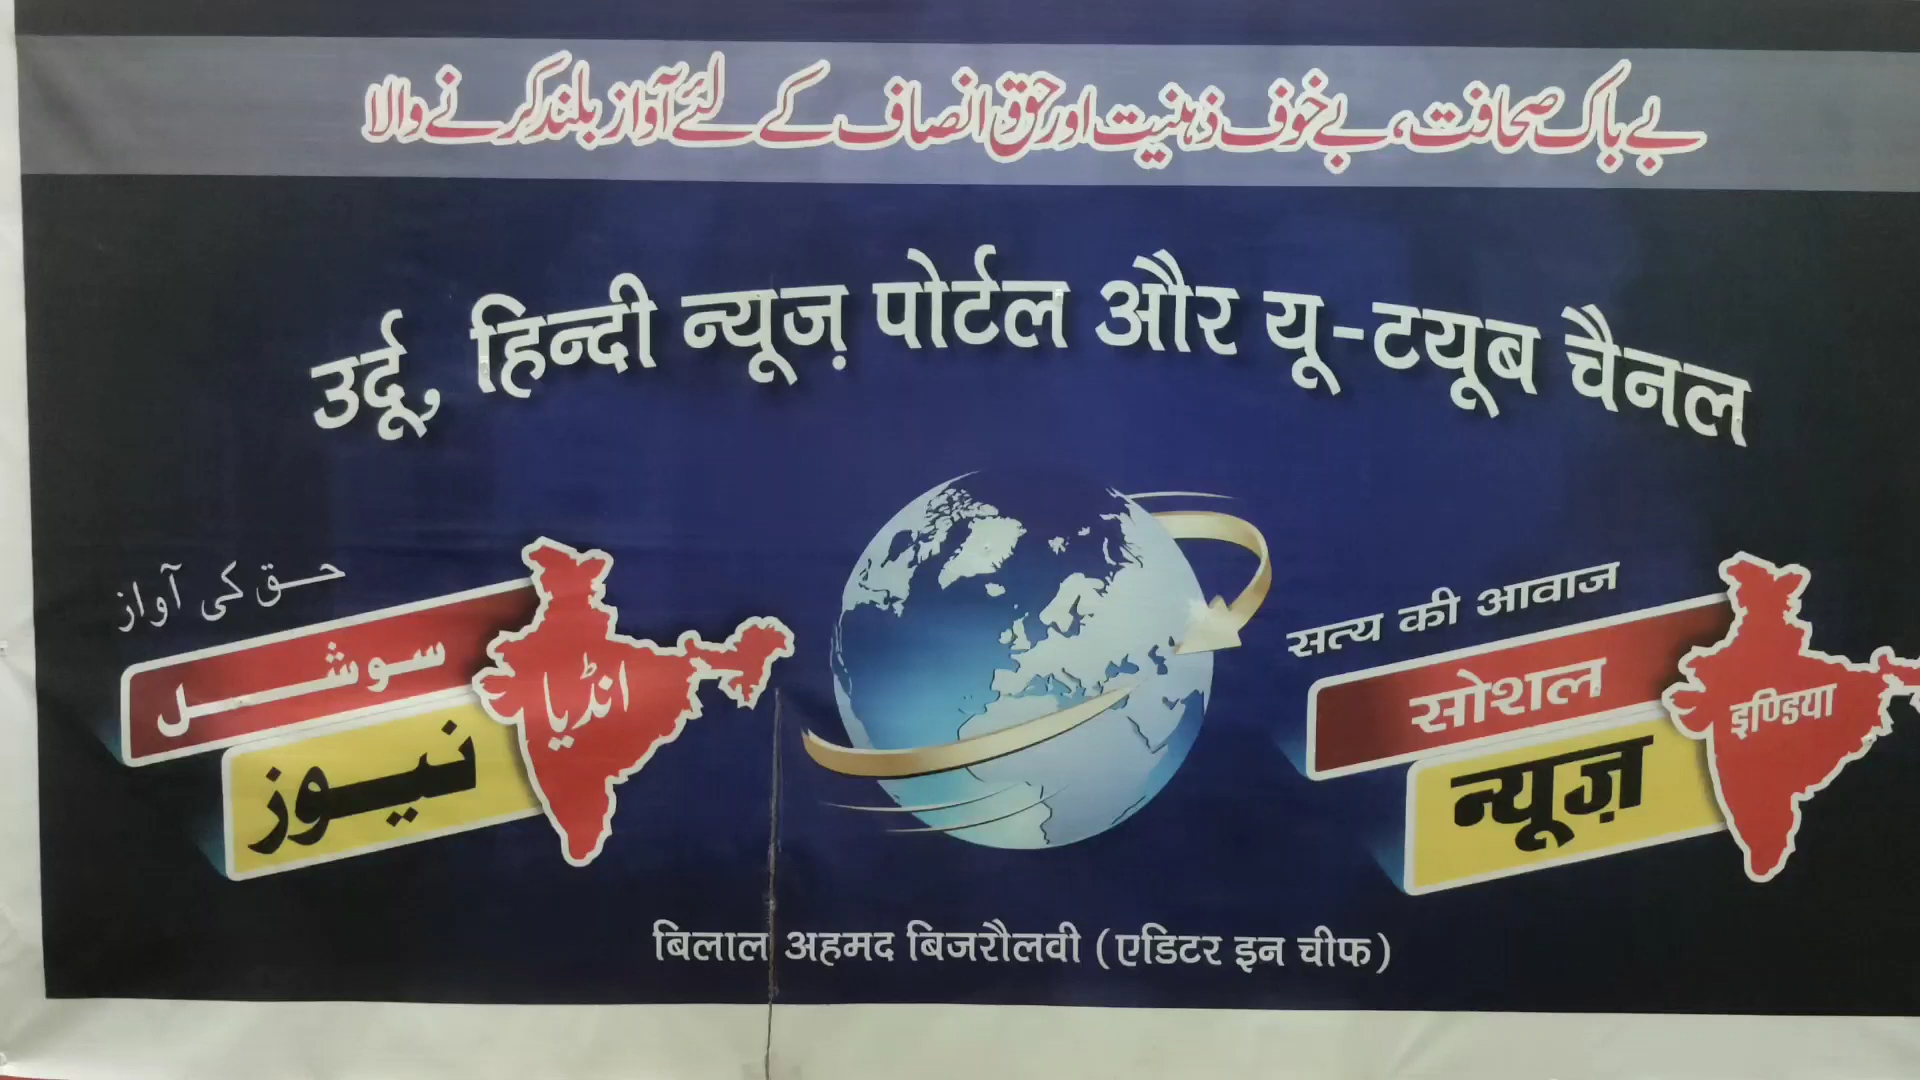 بے باک صحافت، بے خوف ذہنیت اور حق و انصاف کے لئے آواز بلند کرنے والا
उर्दू, हिन्दी न्यूज़ पोर्टल और यू-टयूब चैनल
حق کی آواز
سوشل
نیوز
انڈیا
सत्य की आवाज
सोशल
न्यूज़
इण्डिया
बिलाल अहमद बिजरौलवी (एडिटर इन चीफ)